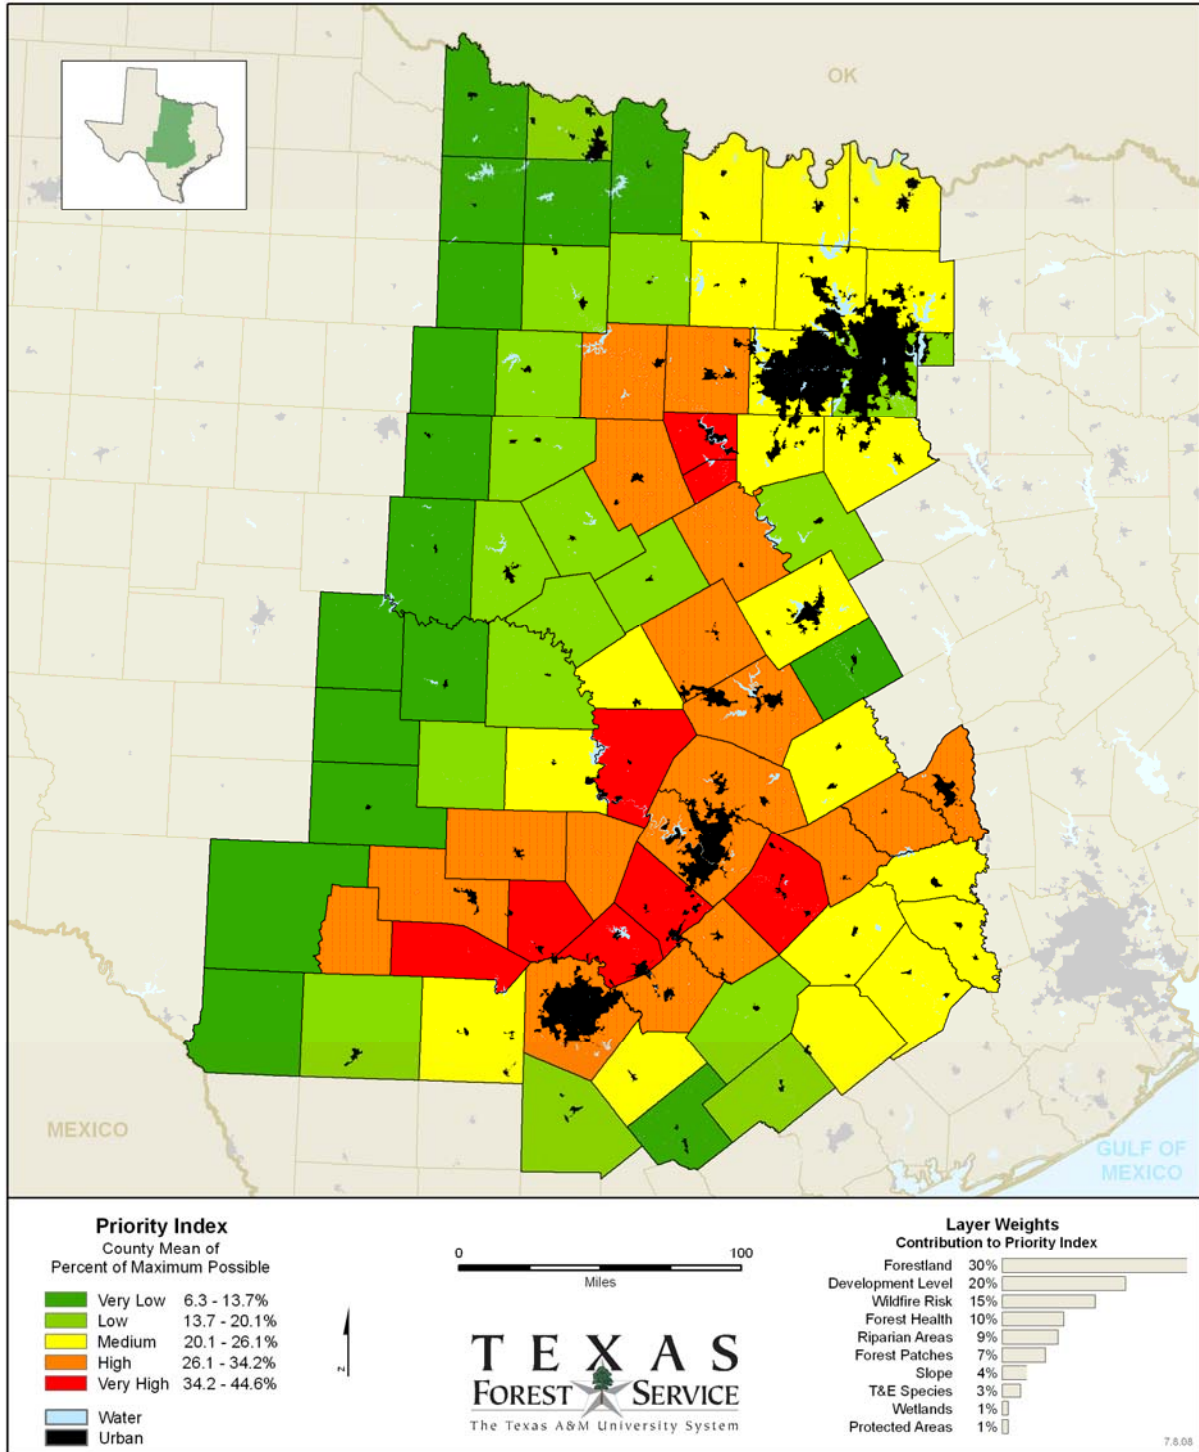 OK
MEXICO
GULF OF
MEXICO
Priority Index
County Mean of
Percent of Maximum Possible
Very Low 6.3 - 13.7%
Low 13.7 - 20.1%
Medium 20.1 - 26.1%
High 26.1 - 34.2%
Very High 34.2 - 44.6%
Water
Urban
N
0 100
Miles
TEXAS
FOREST SERVICE
The Texas A&M University System
Layer Weights
Contribution to Priority Index
Forestland 30%
Development Level 20%
Wildfire Risk 15%
Forest Health 10%
Riparian Areas 9%
Forest Patches 7%
Slope 4%
T&E Species 3%
Wetlands 1%
Protected Areas 1%
7.8.08